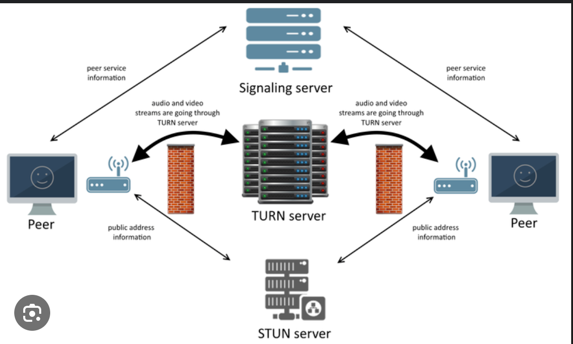 Signaling server
peer service
information
peer service
information
audio and video
streams are going through
TURN server
audio and video
streams are going through
TURN server
Peer
TURN server
Peer
public address
information
public address
information
STUN server